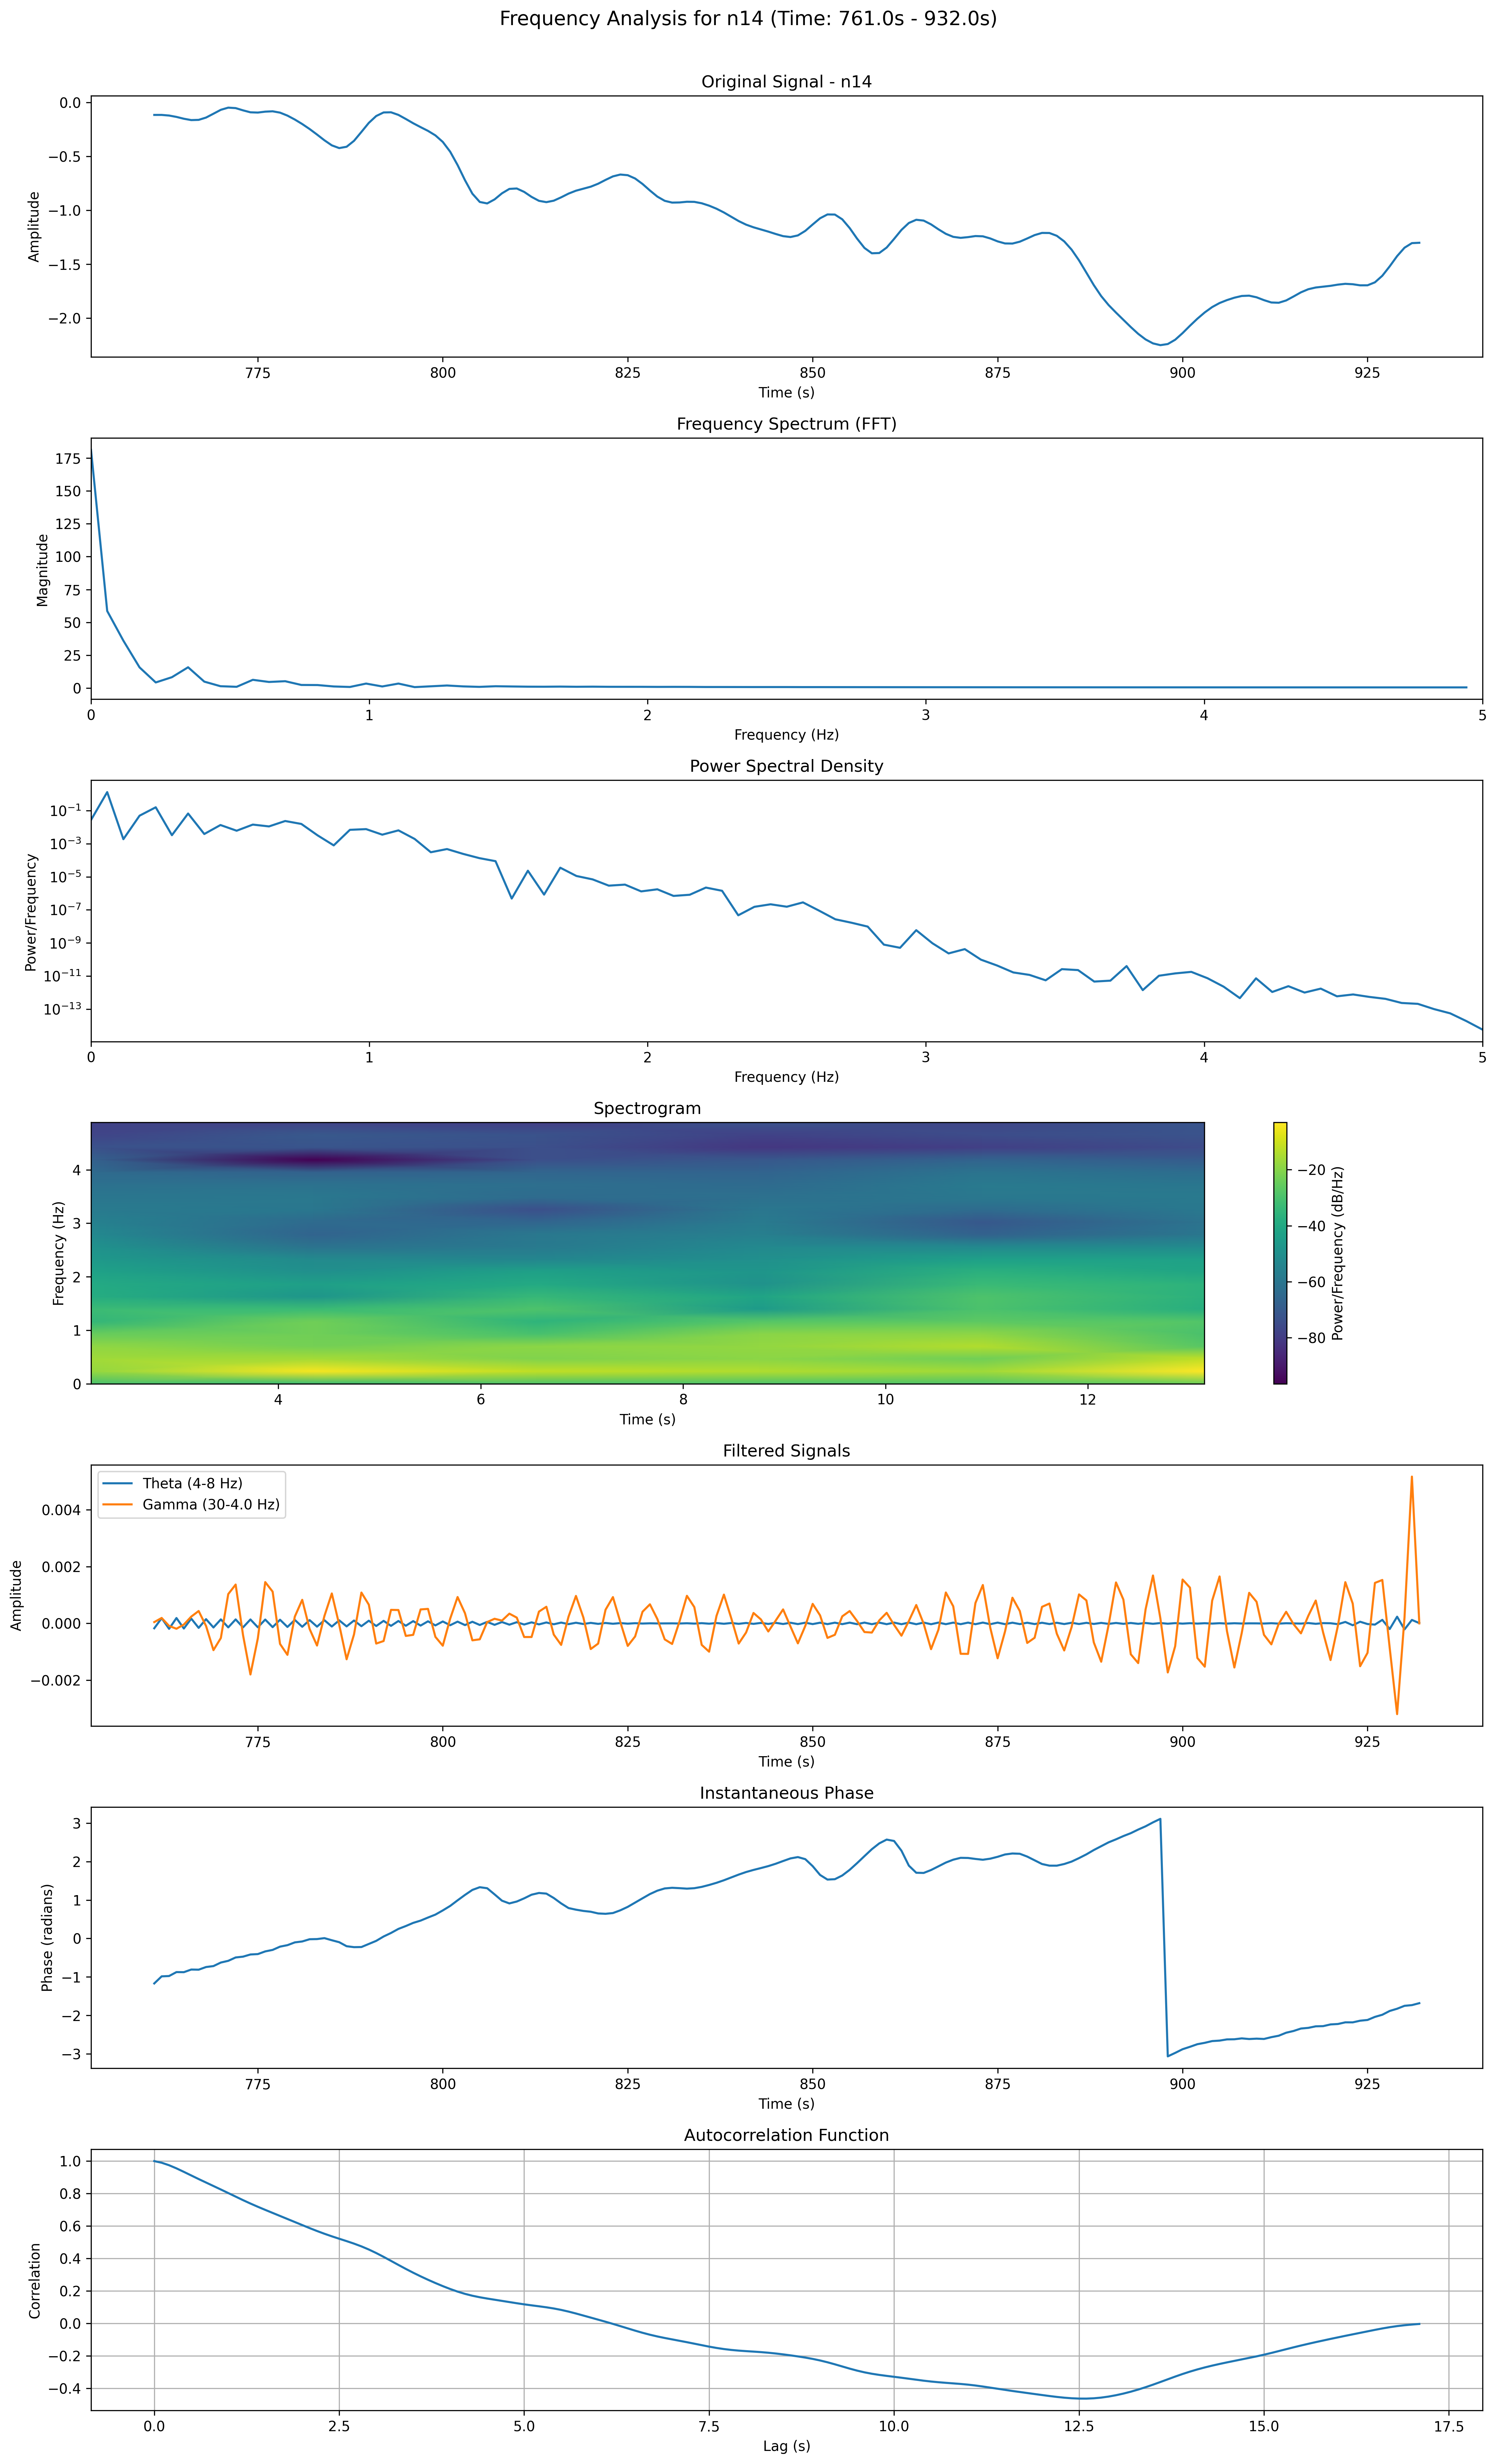 Frequency Analysis for n14 (Time: 761.0s - 932.0s)
Original Signal - n14
Amplitude
0.0
−0.5
−1.0
−1.5
−2.0
775 800 825 850 875 900 925
Time (s)
Frequency Spectrum (FFT)
Magnitude
175
150
125
100
75
50
25
0
0 1 2 3 4 5
Frequency (Hz)
Power Spectral Density
Power/Frequency
10⁻¹
10⁻³
10⁻⁵
10⁻⁷
10⁻⁹
10⁻¹¹
10⁻¹³
0 1 2 3 4 5
Frequency (Hz)
Spectrogram
Frequency (Hz)
4
3
2
1
0
4 6 8 10 12
Time (s)
−20
−40
−60
−80
Power/Frequency (dB/Hz)
Filtered Signals
Theta (4-8 Hz)
Gamma (30-4.0 Hz)
Amplitude
0.004
0.002
0.000
−0.002
775 800 825 850 875 900 925
Time (s)
Instantaneous Phase
Phase (radians)
3
2
1
0
−1
−2
−3
775 800 825 850 875 900 925
Time (s)
Autocorrelation Function
Correlation
1.0
0.8
0.6
0.4
0.2
0.0
−0.2
−0.4
0.0 2.5 5.0 7.5 10.0 12.5 15.0 17.5
Lag (s)